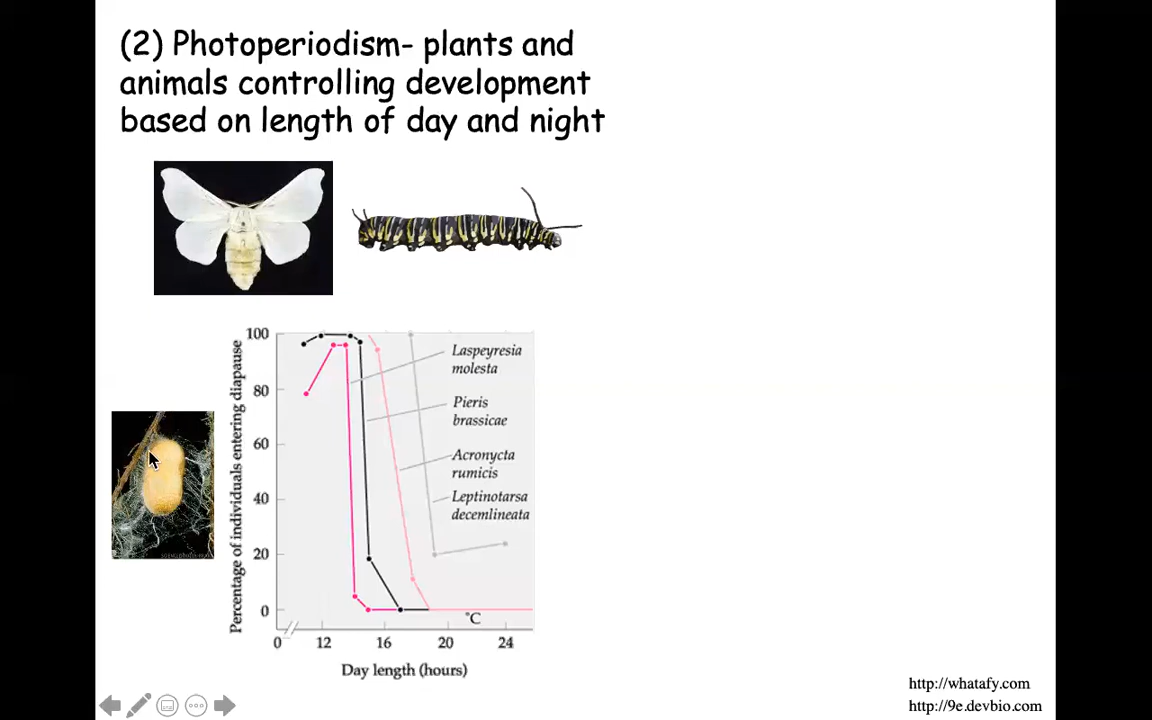 (2) Photoperiodism- plants and
animals controlling development
based on length of day and night
Percentage of individuals entering diapause
100
80
60
40
20
0
Laspeyresia
molesta
Pieris
brassicae
Acronycta
rumicis
Leptinotarsa
decemlineata
°C
0 12 16 20 24
Day length (hours)
http://whatafy.com
http://9e.devbio.com